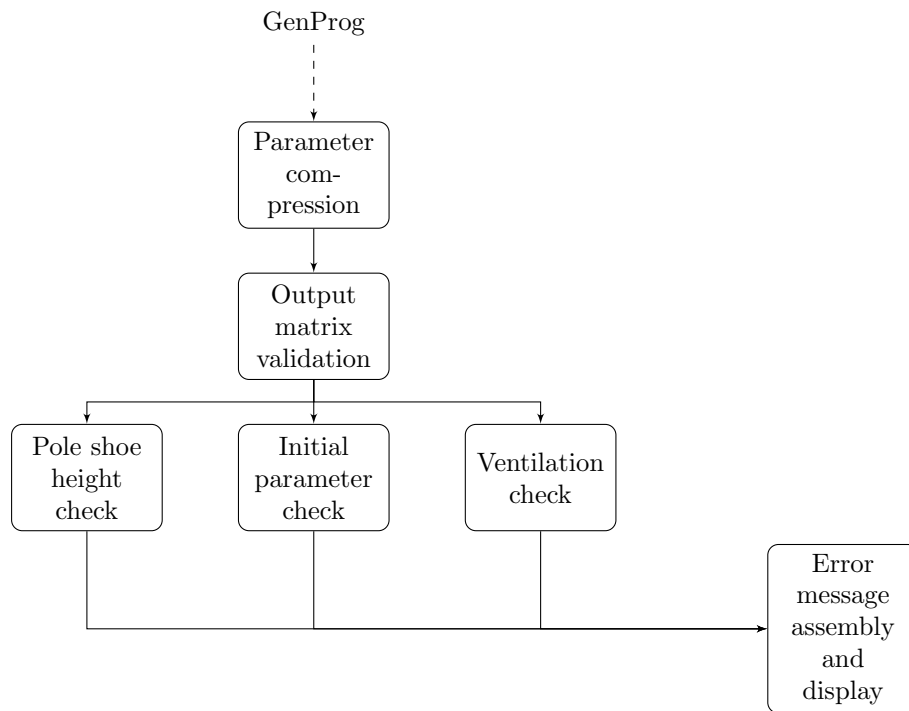 GenProg
Parameter
com-
pression
Output
matrix
validation
Pole shoe
height
check
Initial
parameter
check
Ventilation
check
Error
message
assembly
and
display